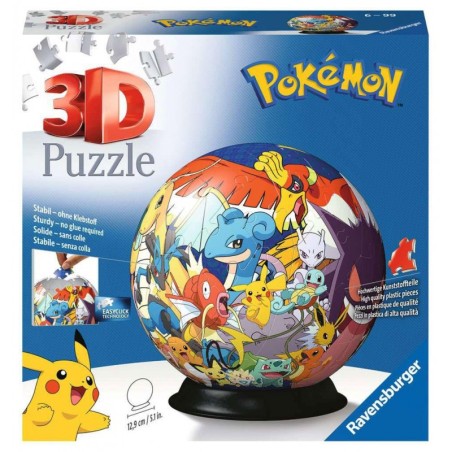 6 – 99
3D
Puzzle
POKéMON
Stabil – ohne Klebstoff
Sturdy – no glue required
Solide – sans colle
Stabile – senza colla
EASYCLICK
TECHNOLOGY
Hochwertige Kunststoffteile
High quality plastic pieces
Pièces en plastique de qualité
Pezzi in plastica di alta qualità
12,9 cm / 5.1 in.
Ravensburger